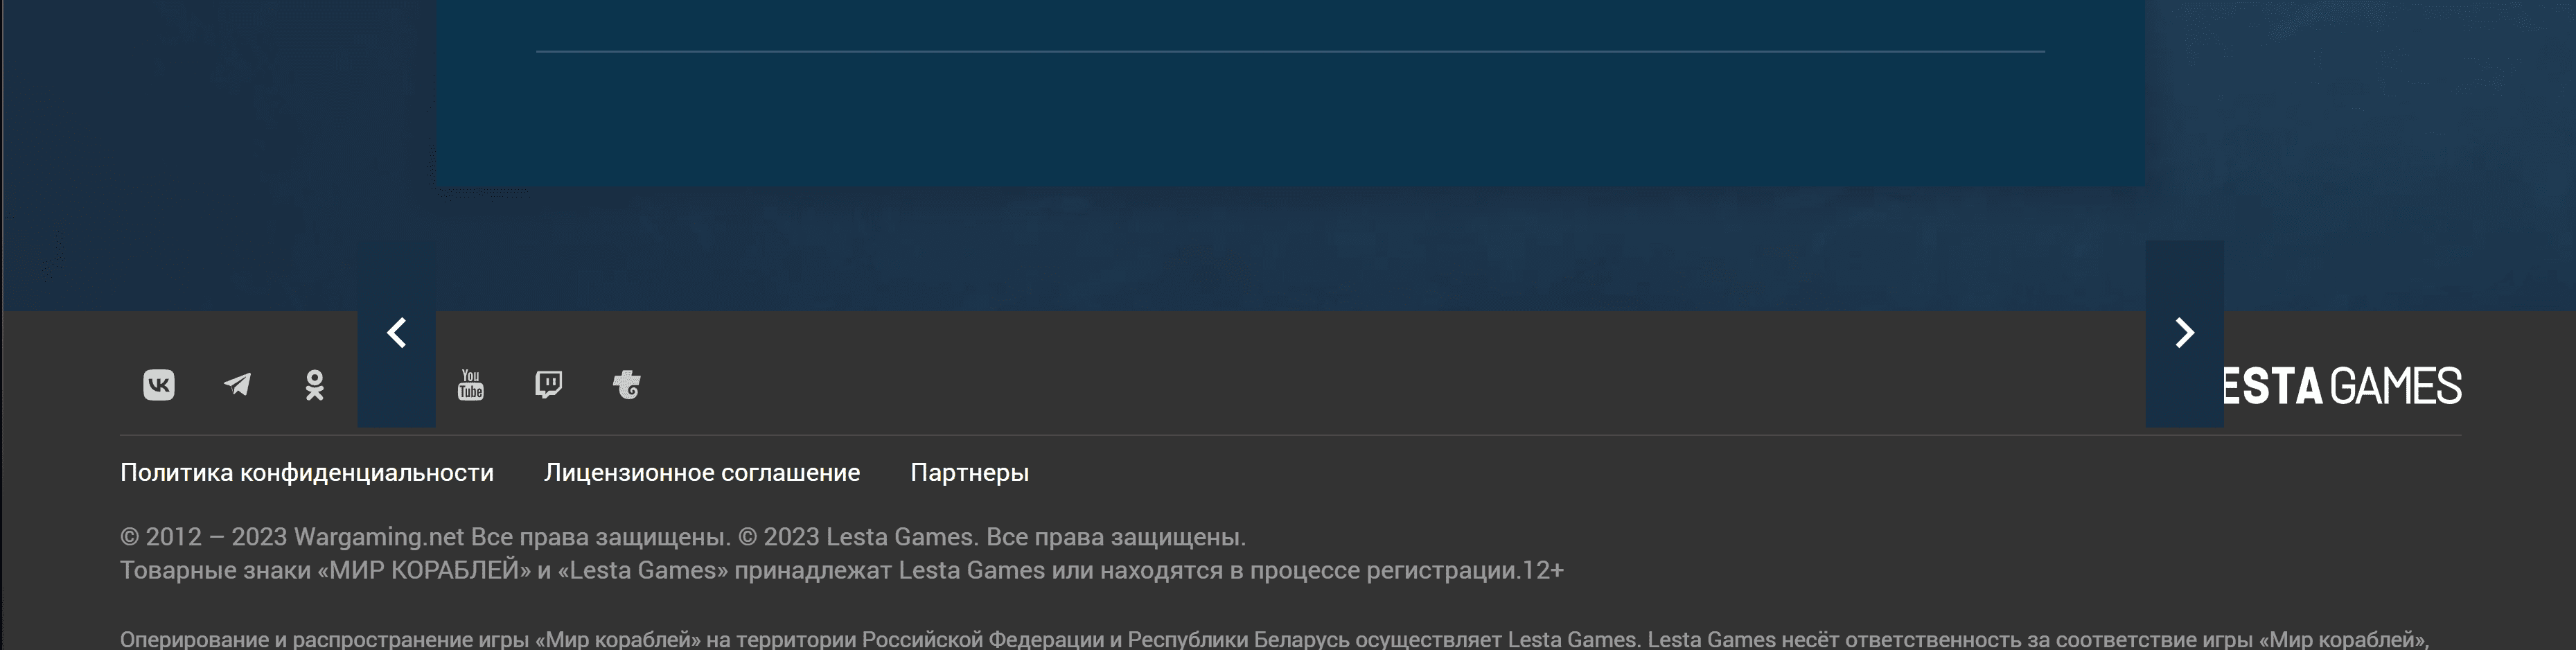 You
Tube
ESTA GAMES
Политика конфиденциальности Лицензионное соглашение Партнеры
© 2012 – 2023 Wargaming.net Все права защищены. © 2023 Lesta Games. Все права защищены.
Товарные знаки «МИР КОРАБЛЕЙ» и «Lesta Games» принадлежат Lesta Games или находятся в процессе регистрации.12+
Оперирование и распространение игры «Мир кораблей» на территории Российской Федерации и Республики Беларусь осуществляет Lesta Games. Lesta Games несёт ответственность за соответствие игры «Мир кораблей»,